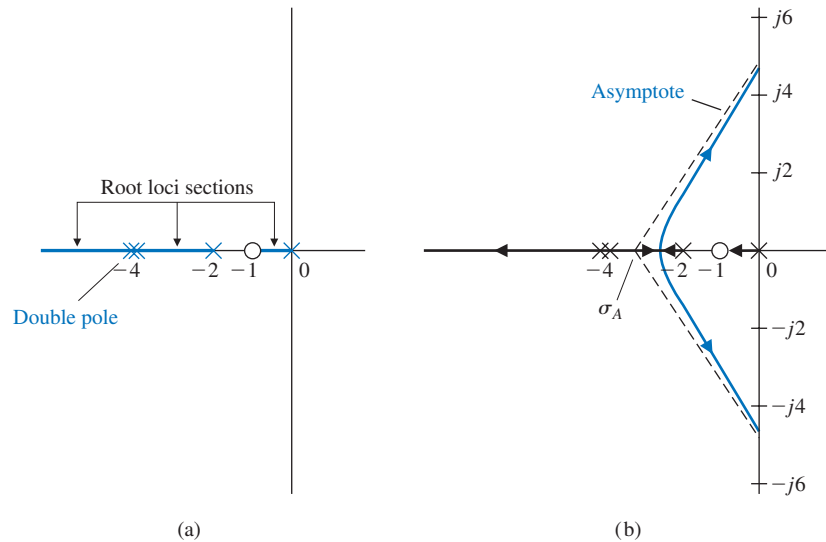 Root loci sections
−4
−2
−1
0
Double pole
(a)
j6
j4
j2
Asymptote
−4
−2
−1
0
σA
−j2
−j4
−j6
(b)